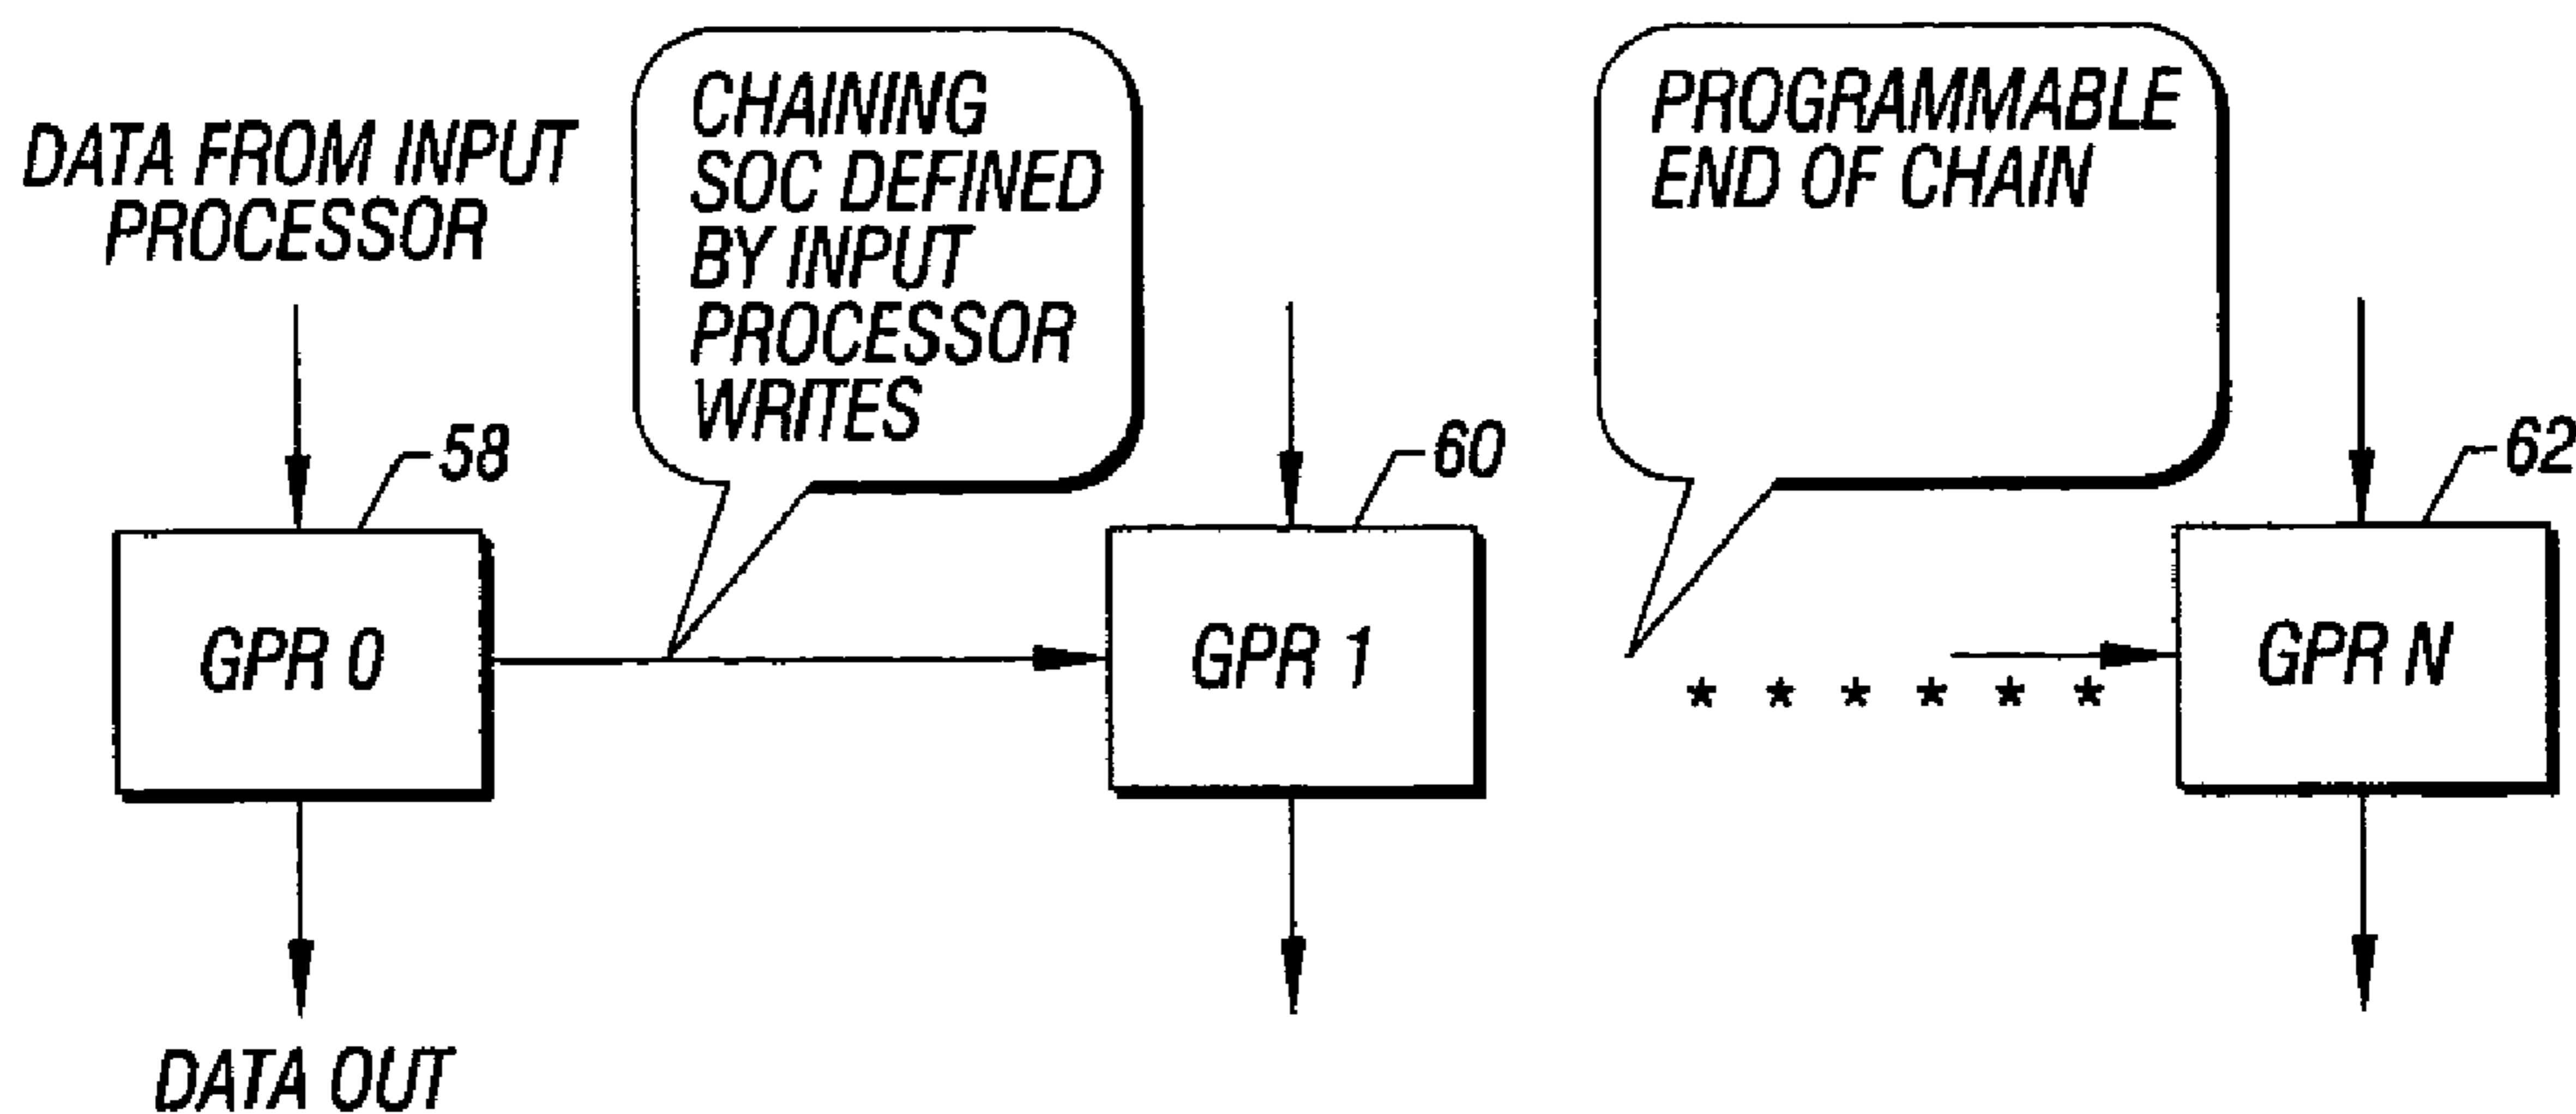 DATA FROM INPUT
PROCESSOR
CHAINING
SOC DEFINED
BY INPUT
PROCESSOR
WRITES
PROGRAMMABLE
END OF CHAIN
58
60
62
GPR 0
GPR 1
* * * * * *
GPR N
DATA OUT